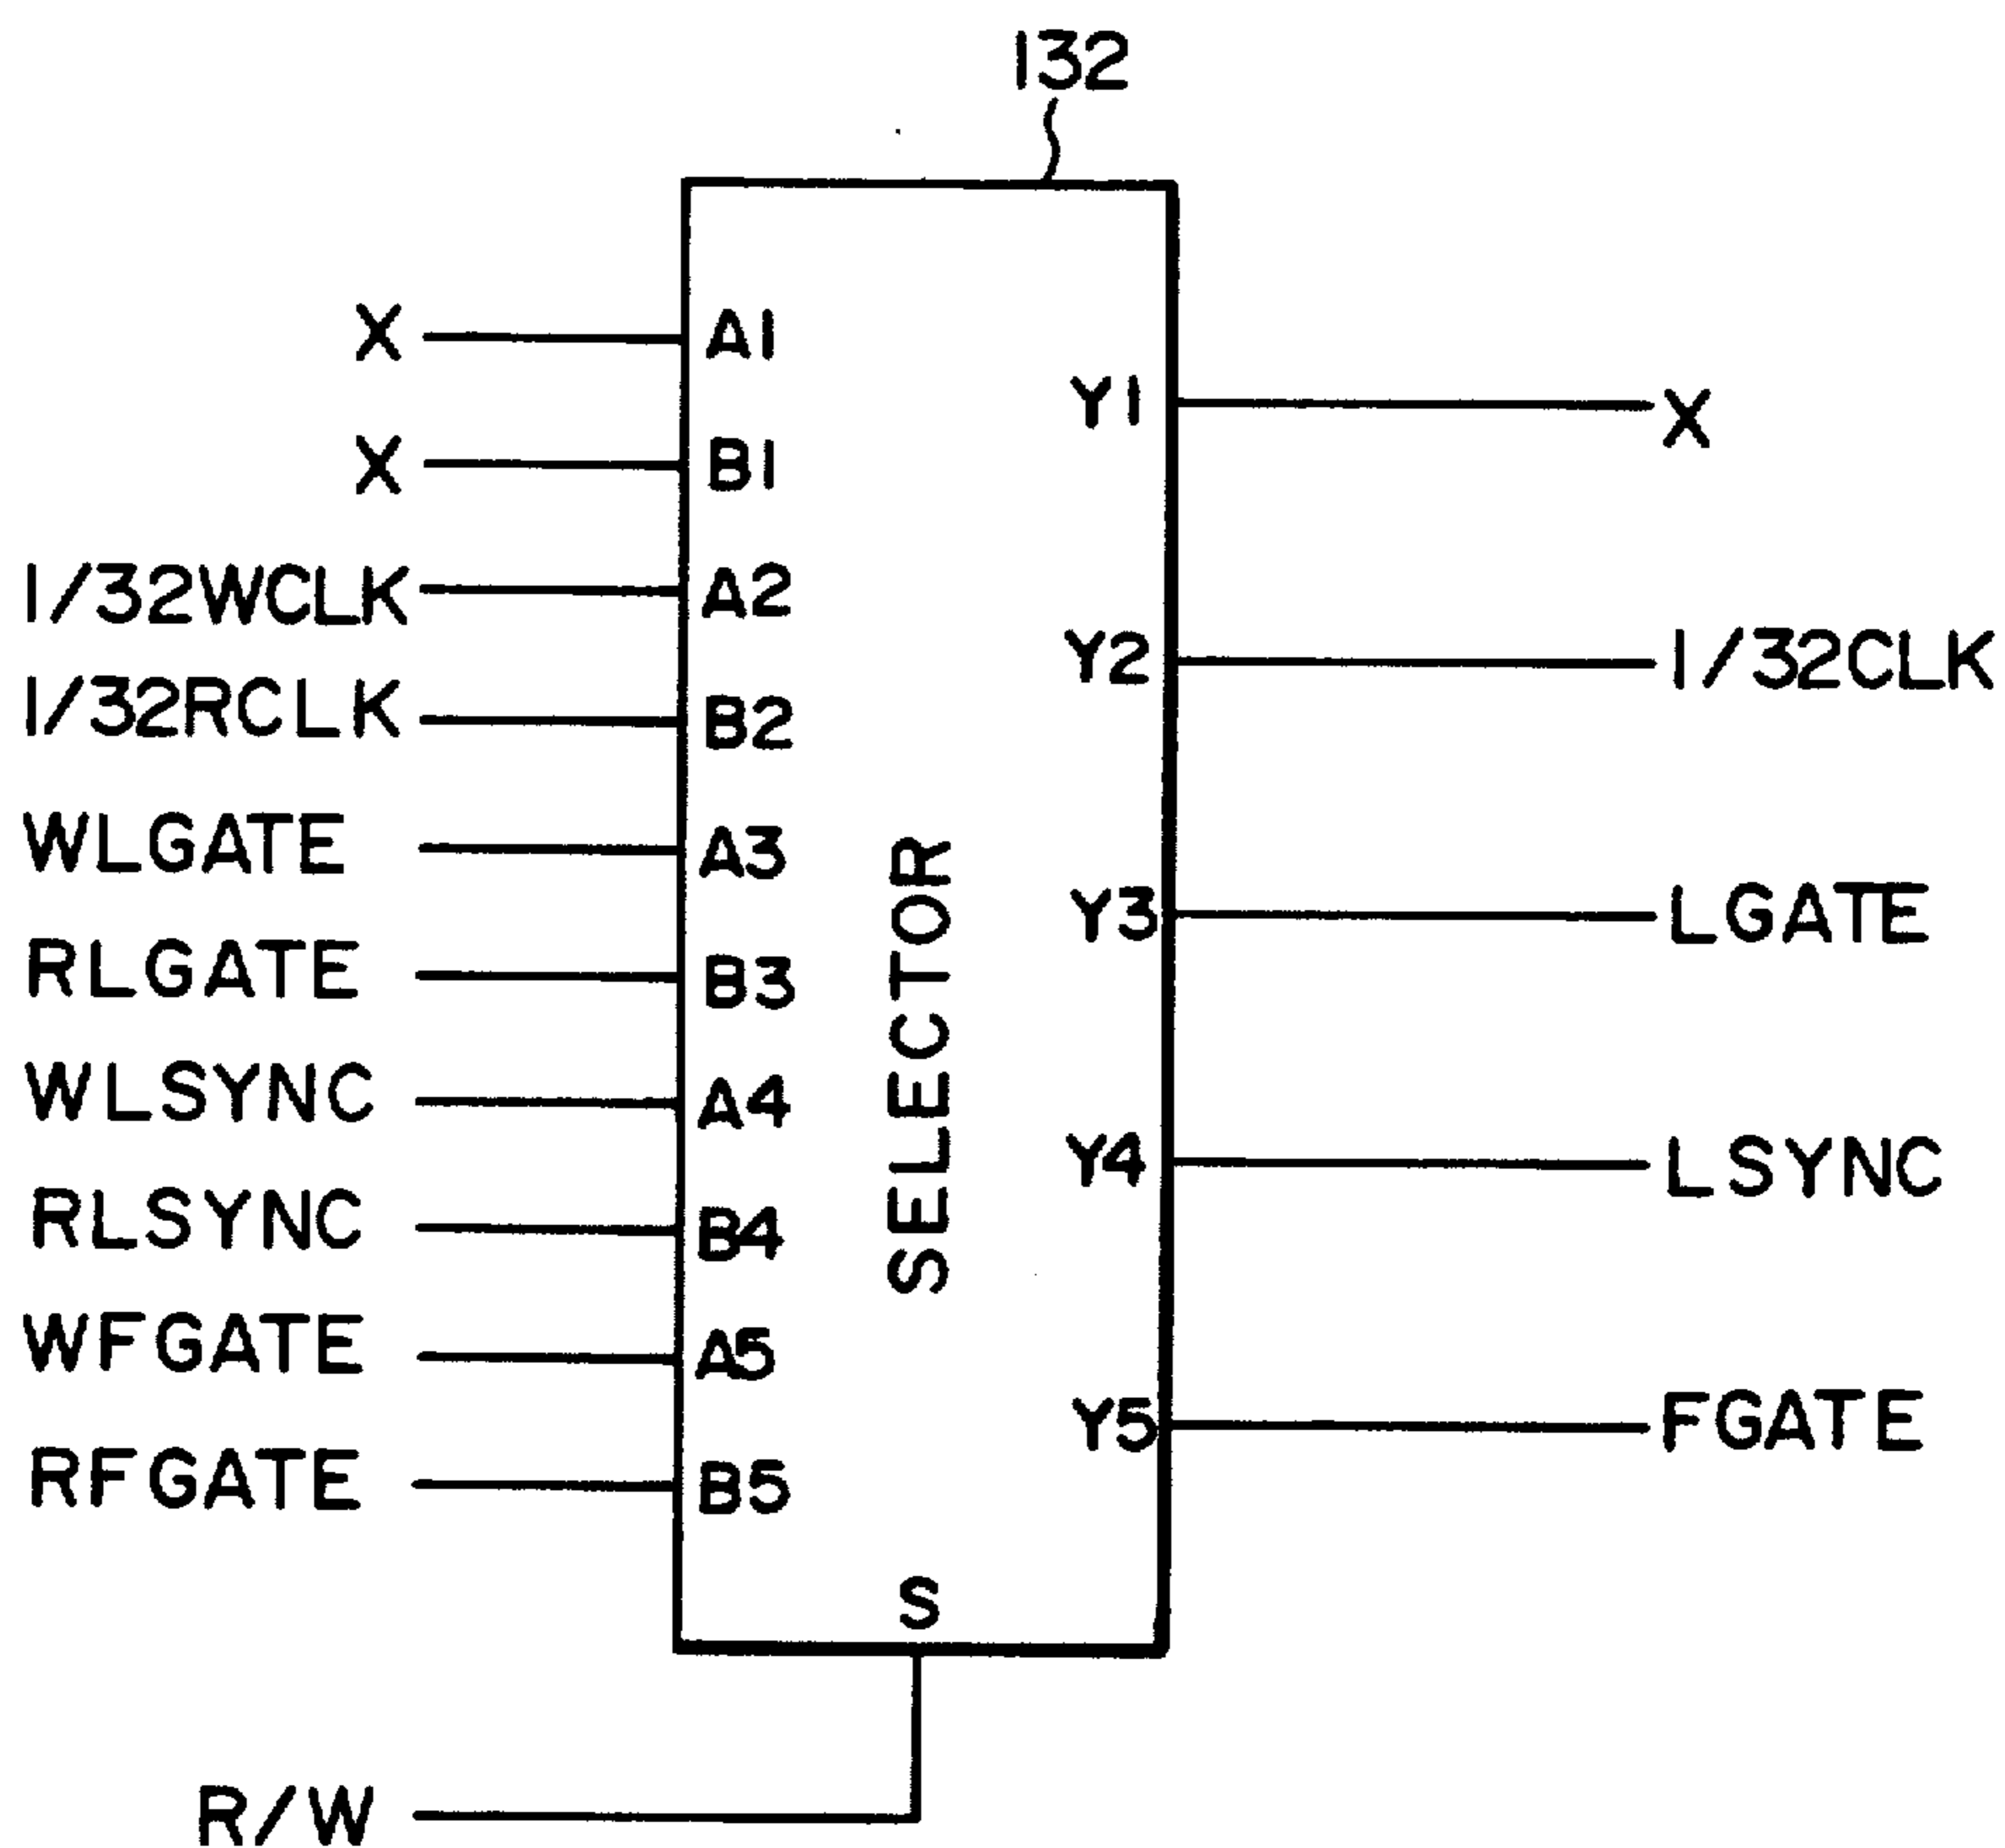 132
X A1
Y1 X
X B1
1/32WCLK A2
Y2 1/32CLK
1/32RCLK B2
WLGATE A3
Y3 LGATE
RLGATE B3
WLSYNC A4
Y4 LSYNC
RLSYNC B4
WFGATE A5
Y5 FGATE
RFGATE B5
SELECTOR
S
R/W